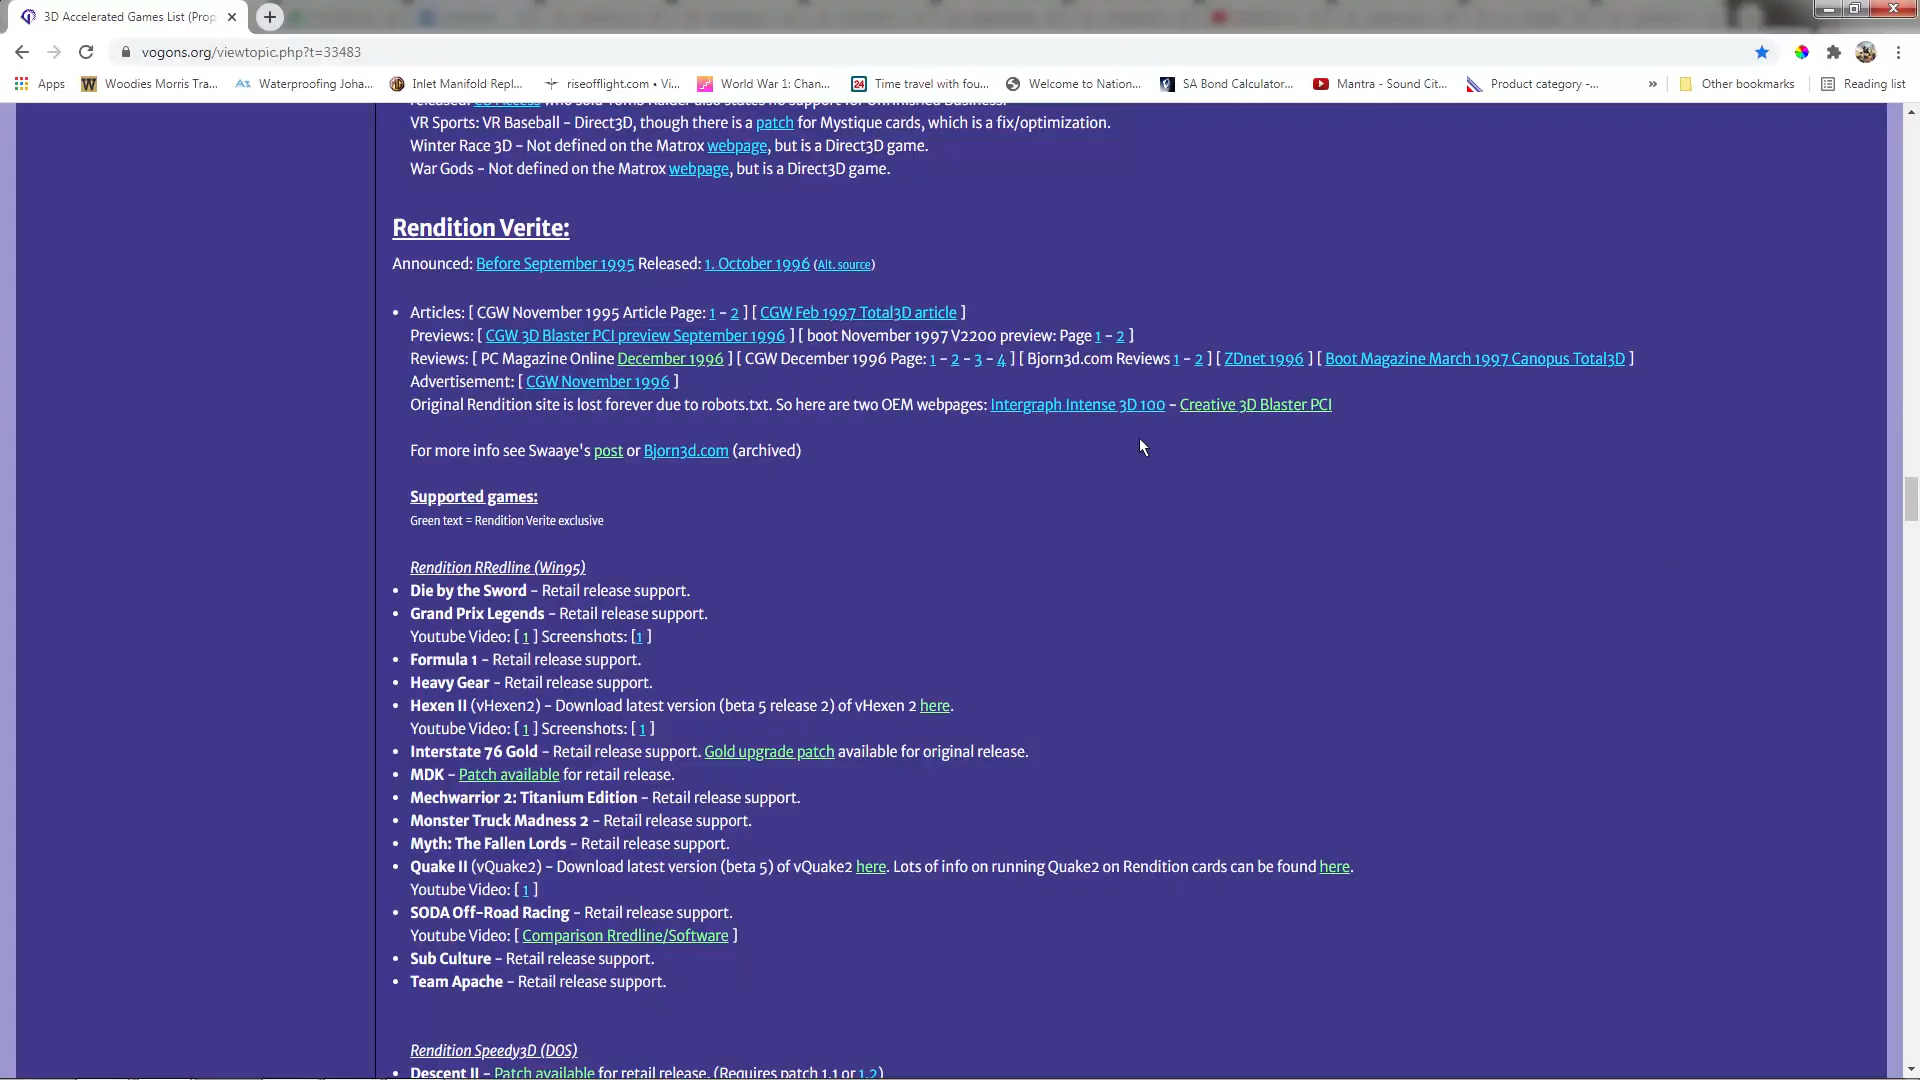 3D Accelerated Games List (Prop
vogons.org/viewtopic.php?t=33483
Apps
Woodies Morris Tra...
Waterproofing Joha...
Inlet Manifold Repl...
riseofflight.com • Vi...
World War 1: Chan...
24
Time travel with fou...
Welcome to Nation...
SA Bond Calculator...
Mantra - Sound Cit...
Product category -...
»
Other bookmarks
Reading list
released. CD Access who sold Tomb Raider also states no support for Unfinished Business.
VR Sports: VR Baseball - Direct3D, though there is a patch for Mystique cards, which is a fix/optimization.
Winter Race 3D - Not defined on the Matrox webpage, but is a Direct3D game.
War Gods - Not defined on the Matrox webpage, but is a Direct3D game.
Rendition Verite:
Announced: Before September 1995 Released: 1. October 1996 (Alt. source)
• Articles: [ CGW November 1995 Article Page: 1 - 2 ] [ CGW Feb 1997 Total3D article ]
Previews: [ CGW 3D Blaster PCI preview September 1996 ] [ boot November 1997 V2200 preview: Page 1 - 2 ]
Reviews: [ PC Magazine Online December 1996 ] [ CGW December 1996 Page: 1 - 2 - 3 - 4 ] [ Bjorn3d.com Reviews 1 - 2 ] [ ZDnet 1996 ] [ Boot Magazine March 1997 Canopus Total3D ]
Advertisement: [ CGW November 1996 ]
Original Rendition site is lost forever due to robots.txt. So here are two OEM webpages: Intergraph Intense 3D 100 - Creative 3D Blaster PCI
For more info see Swaaye's post or Bjorn3d.com (archived)
Supported games:
Green text = Rendition Verite exclusive
Rendition RRedline (Win95)
• Die by the Sword - Retail release support.
• Grand Prix Legends - Retail release support.
Youtube Video: [ 1 ] Screenshots: [1 ]
• Formula 1 - Retail release support.
• Heavy Gear - Retail release support.
• Hexen II (vHexen2) - Download latest version (beta 5 release 2) of vHexen 2 here.
Youtube Video: [ 1 ] Screenshots: [ 1 ]
• Interstate 76 Gold - Retail release support. Gold upgrade patch available for original release.
• MDK - Patch available for retail release.
• Mechwarrior 2: Titanium Edition - Retail release support.
• Monster Truck Madness 2 - Retail release support.
• Myth: The Fallen Lords - Retail release support.
• Quake II (vQuake2) - Download latest version (beta 5) of vQuake2 here. Lots of info on running Quake2 on Rendition cards can be found here.
Youtube Video: [ 1 ]
• SODA Off-Road Racing - Retail release support.
Youtube Video: [ Comparison Rredline/Software ]
• Sub Culture - Retail release support.
• Team Apache - Retail release support.
Rendition Speedy3D (DOS)
• Descent II - Patch available for retail release. (Requires patch 1.1 or 1.2)